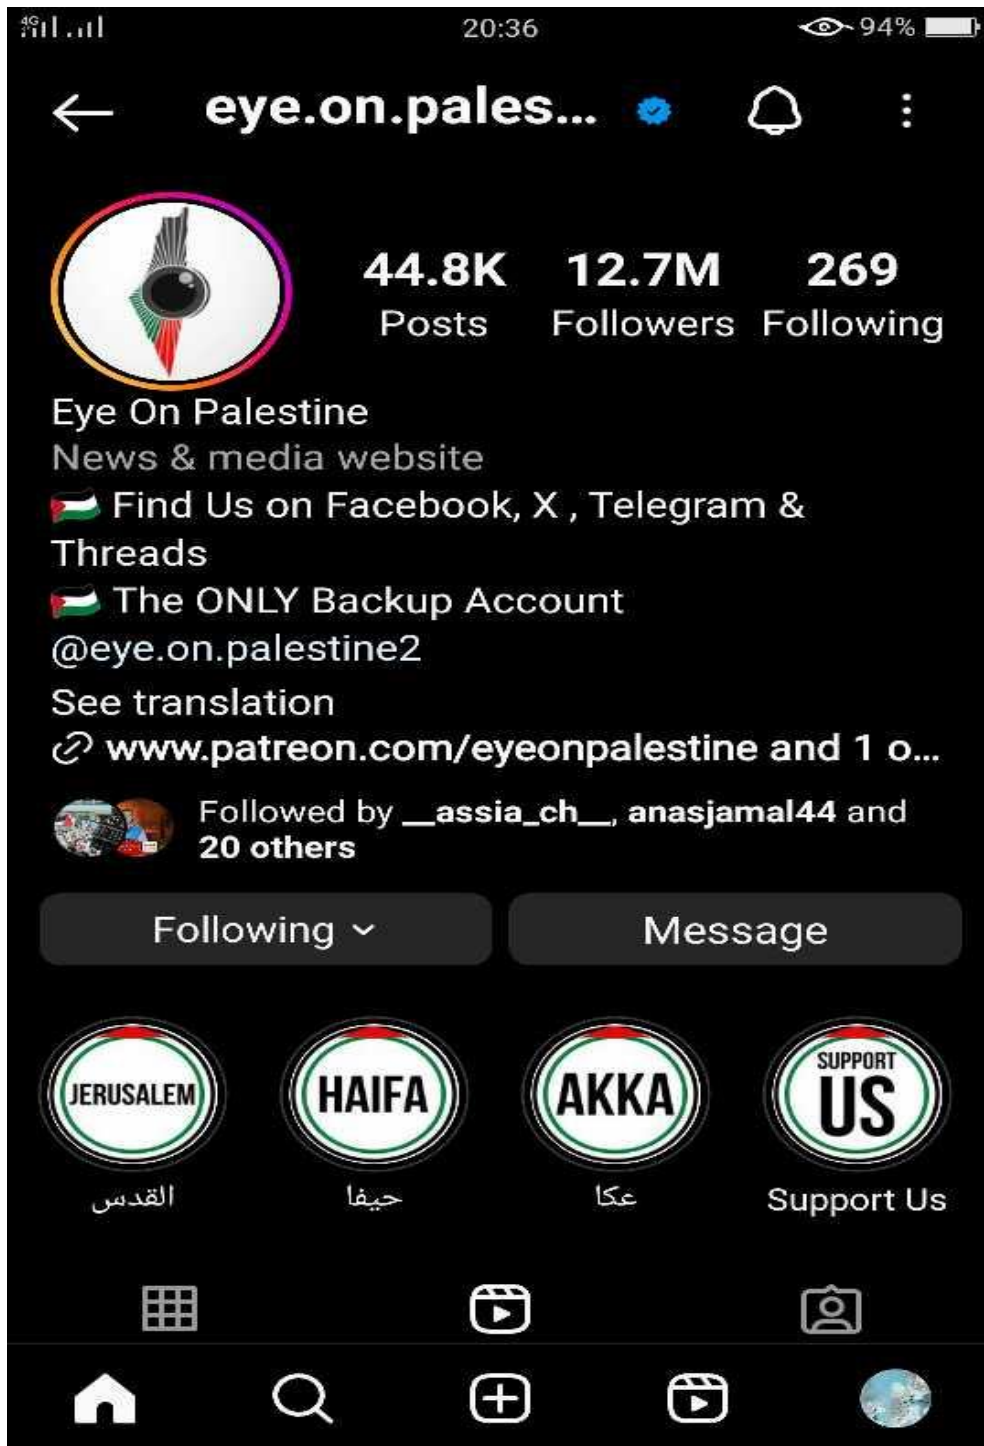 4G
20:36
94%
eye.on.pales...
44.8K 12.7M 269
Posts Followers Following
Eye On Palestine
News & media website
🇵🇸 Find Us on Facebook, X , Telegram &
Threads
🇵🇸 The ONLY Backup Account
@eye.on.palestine2
See translation
www.patreon.com/eyeonpalestine and 1 o...
Followed by __assia_ch__, anasjamal44 and
20 others
Following
Message
JERUSALEM
HAIFA
AKKA
SUPPORT
US
القدس
حيفا
عكا
Support Us